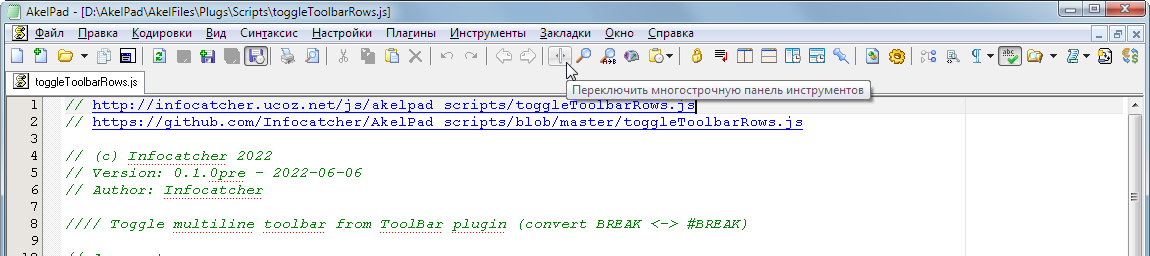 AkelPad - [D:\AkelPad\AkelFiles\Plugs\Scripts\toggleToolbarRows.js]
Файл Правка Кодировки Вид Синтаксис Настройки Плагины Инструменты Закладки Окно Справка
toggleToolbarRows.js
Переключить многострочную панель инструментов
1 // http://infocatcher.ucoz.net/js/akelpad_scripts/toggleToolbarRows.js
2 // https://github.com/Infocatcher/AkelPad_scripts/blob/master/toggleToolbarRows.js
3
4 // (c) Infocatcher 2022
5 // Version: 0.1.0pre - 2022-06-06
6 // Author: Infocatcher
7
8 //// Toggle multiline toolbar from ToolBar plugin (convert BREAK <-> #BREAK)
9